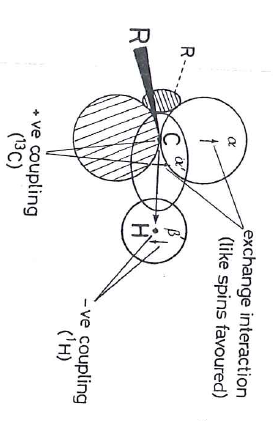 exchange interaction
(like spins favoured)
α
R
R
C
α
β
H
+ve coupling
(¹³C)
-ve coupling
(¹H)